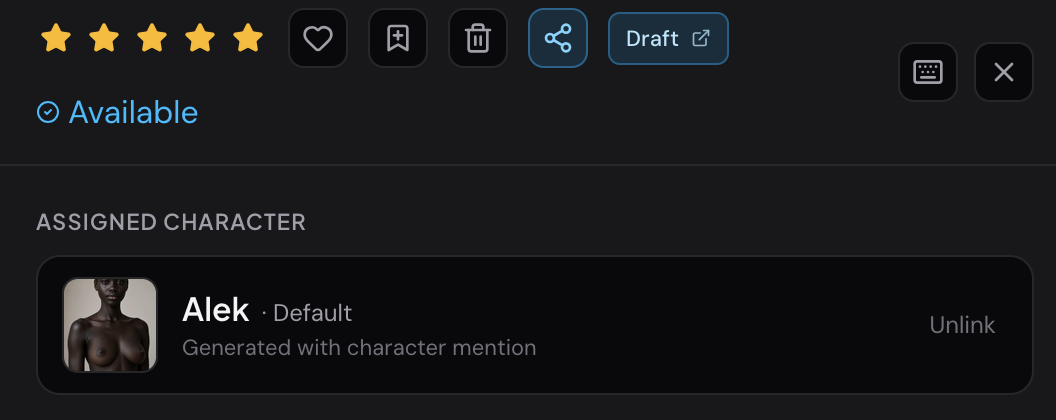 Draft
Available
ASSIGNED CHARACTER
Alek · Default
Generated with character mention
Unlink